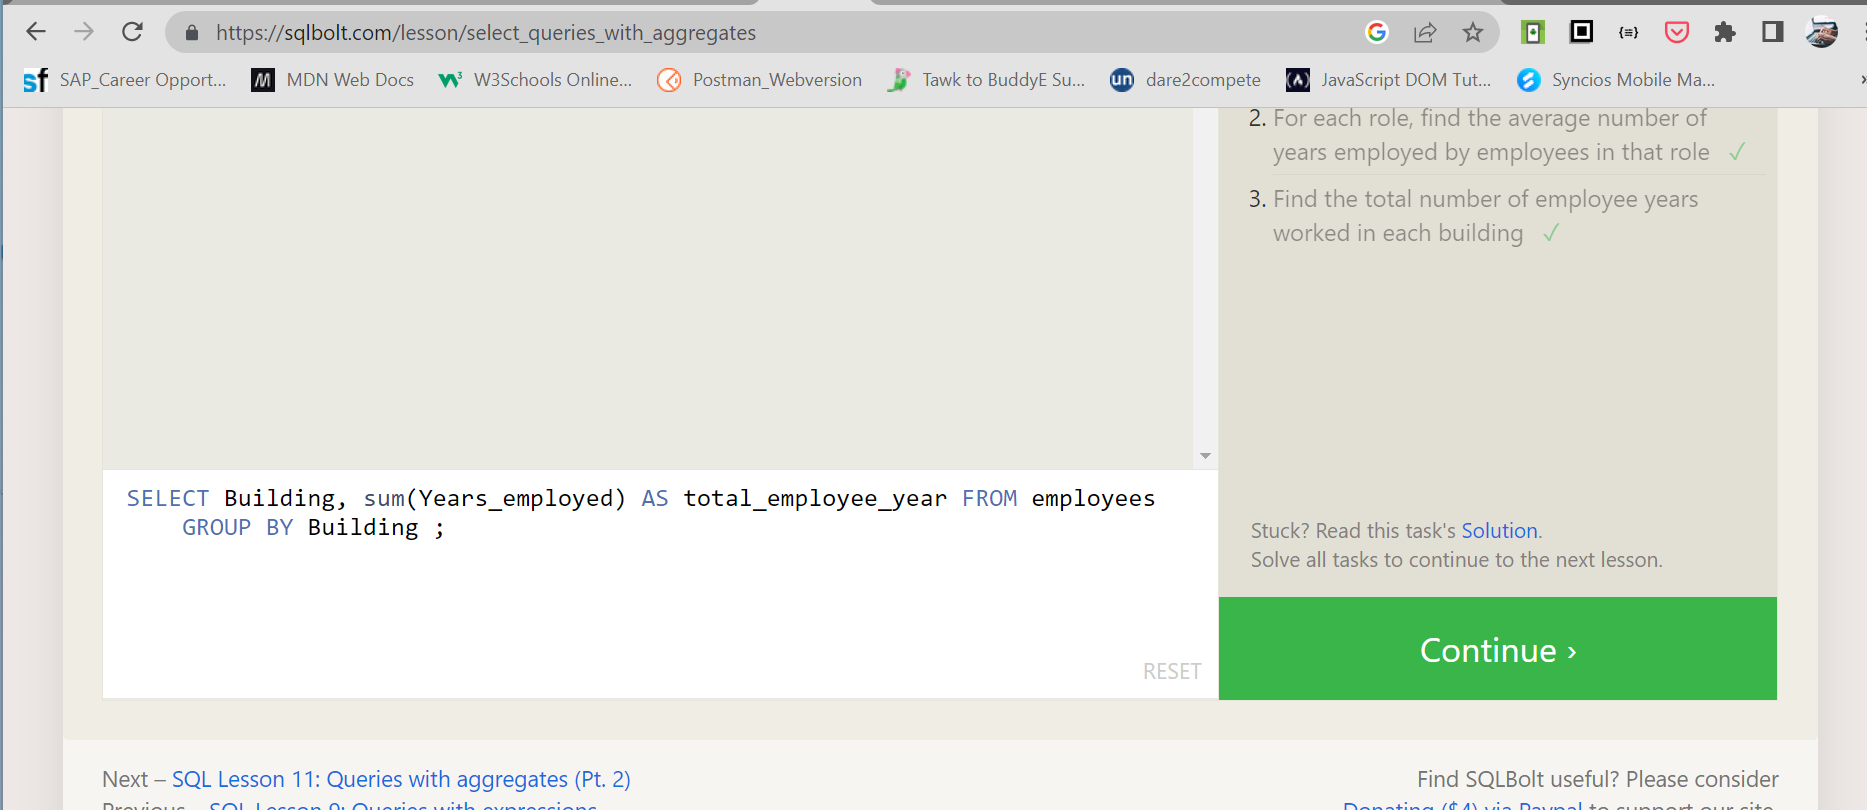 https://sqlbolt.com/lesson/select_queries_with_aggregates
SAP_Career Opport... MDN Web Docs W3Schools Online... Postman_Webversion Tawk to BuddyE Su... dare2compete JavaScript DOM Tut... Syncios Mobile Ma...
2. For each role, find the average number of
years employed by employees in that role ✓
3. Find the total number of employee years
worked in each building ✓
SELECT Building, sum(Years_employed) AS total_employee_year FROM employees
GROUP BY Building ;
RESET
Stuck? Read this task's Solution.
Solve all tasks to continue to the next lesson.
Continue ›
Next – SQL Lesson 11: Queries with aggregates (Pt. 2)
Previous – SQL Lesson 9: Queries with expressions
Find SQLBolt useful? Please consider
Donating ($4) via Paypal to support our site.